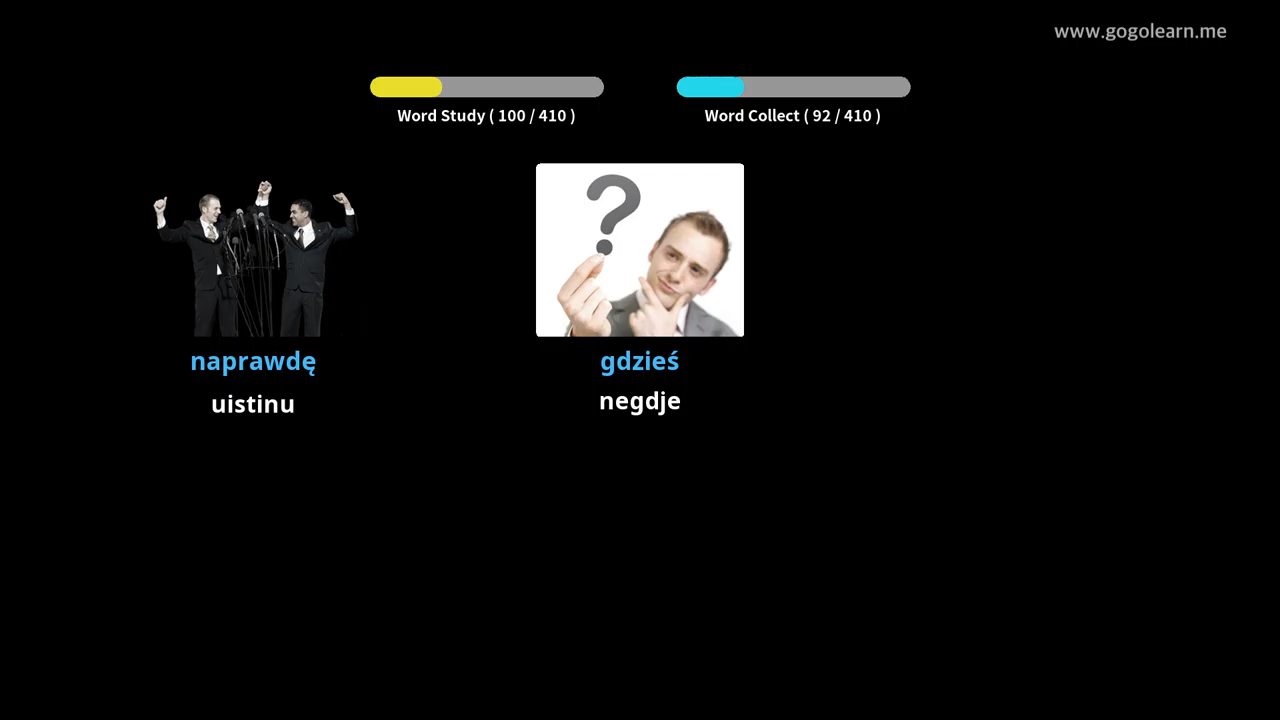 www.gogolearn.me
Word Study ( 100 / 410 )
Word Collect ( 92 / 410 )
naprawdę
uistinu
gdzieś
negdje